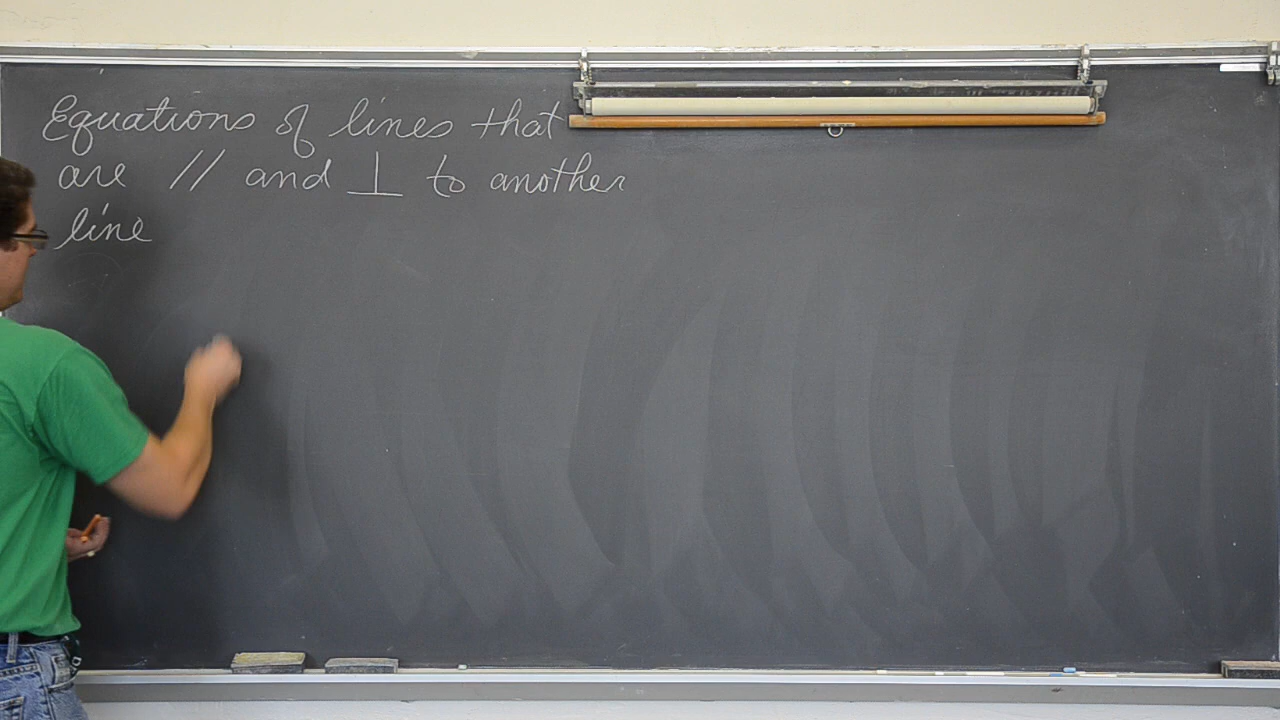 Equations of lines that
are // and ⊥ to another
line